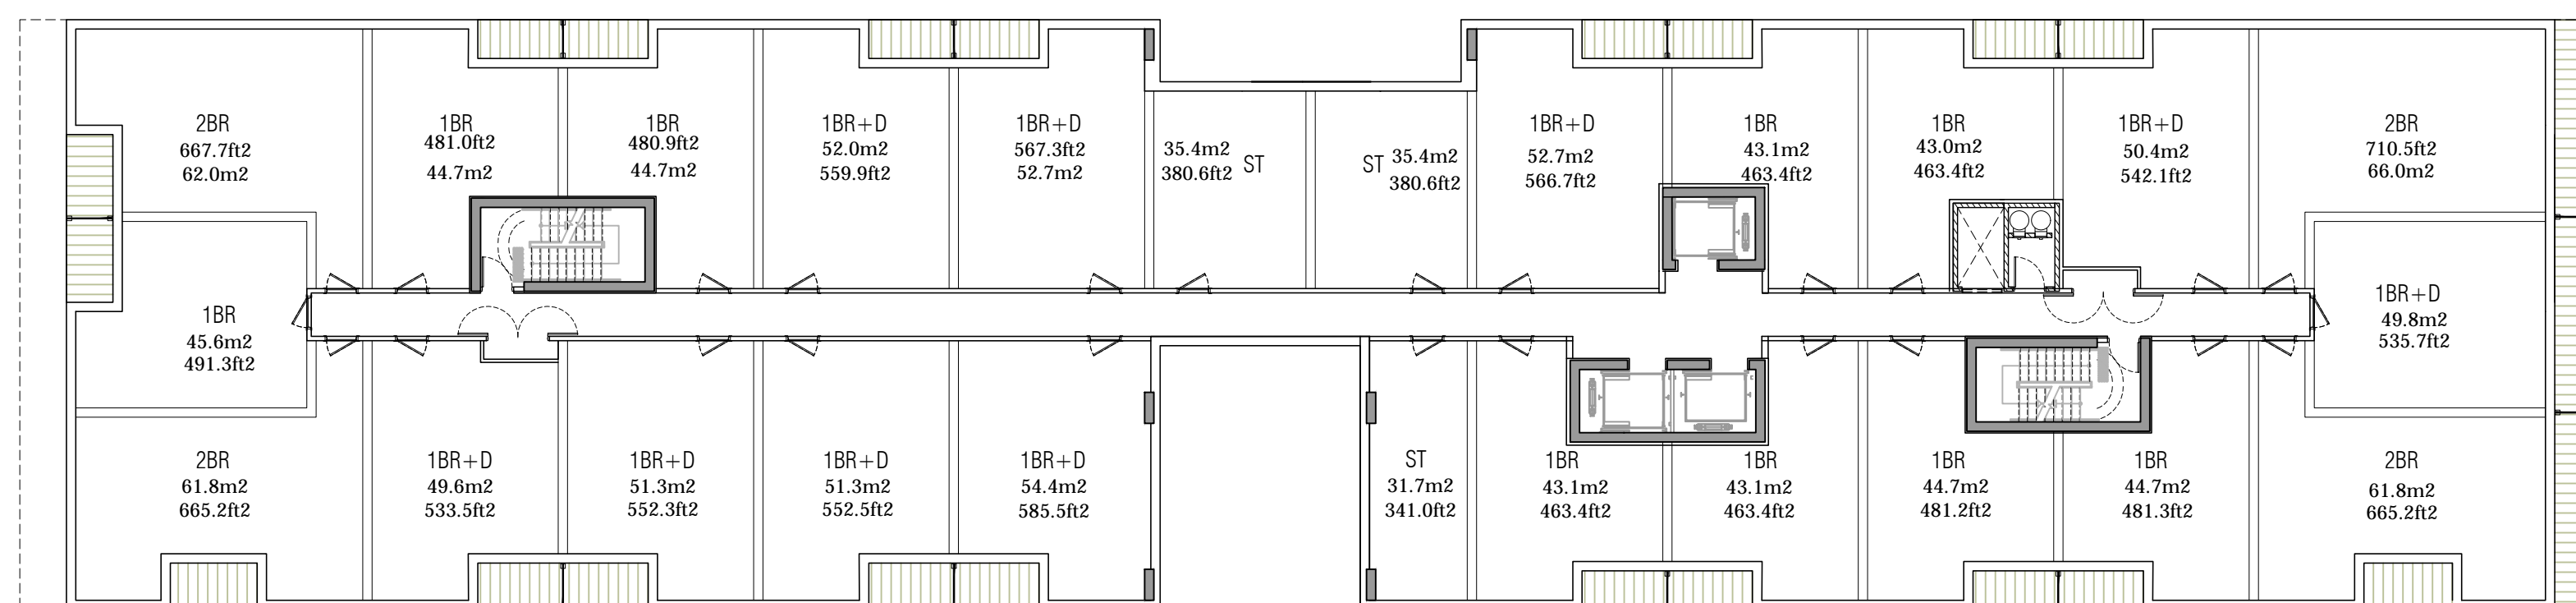 2BR
667.7ft2
62.0m2
1BR
481.0ft2
44.7m2
1BR
480.9ft2
44.7m2
1BR+D
52.0m2
559.9ft2
1BR+D
567.3ft2
52.7m2
35.4m2
380.6ft2
ST
ST
35.4m2
380.6ft2
1BR+D
52.7m2
566.7ft2
1BR
43.1m2
463.4ft2
1BR
43.0m2
463.4ft2
1BR+D
50.4m2
542.1ft2
2BR
710.5ft2
66.0m2
1BR
45.6m2
491.3ft2
1BR+D
49.8m2
535.7ft2
2BR
61.8m2
665.2ft2
1BR+D
49.6m2
533.5ft2
1BR+D
51.3m2
552.3ft2
1BR+D
51.3m2
552.5ft2
1BR+D
54.4m2
585.5ft2
ST
31.7m2
341.0ft2
1BR
43.1m2
463.4ft2
1BR
43.1m2
463.4ft2
1BR
44.7m2
481.2ft2
1BR
44.7m2
481.3ft2
2BR
61.8m2
665.2ft2